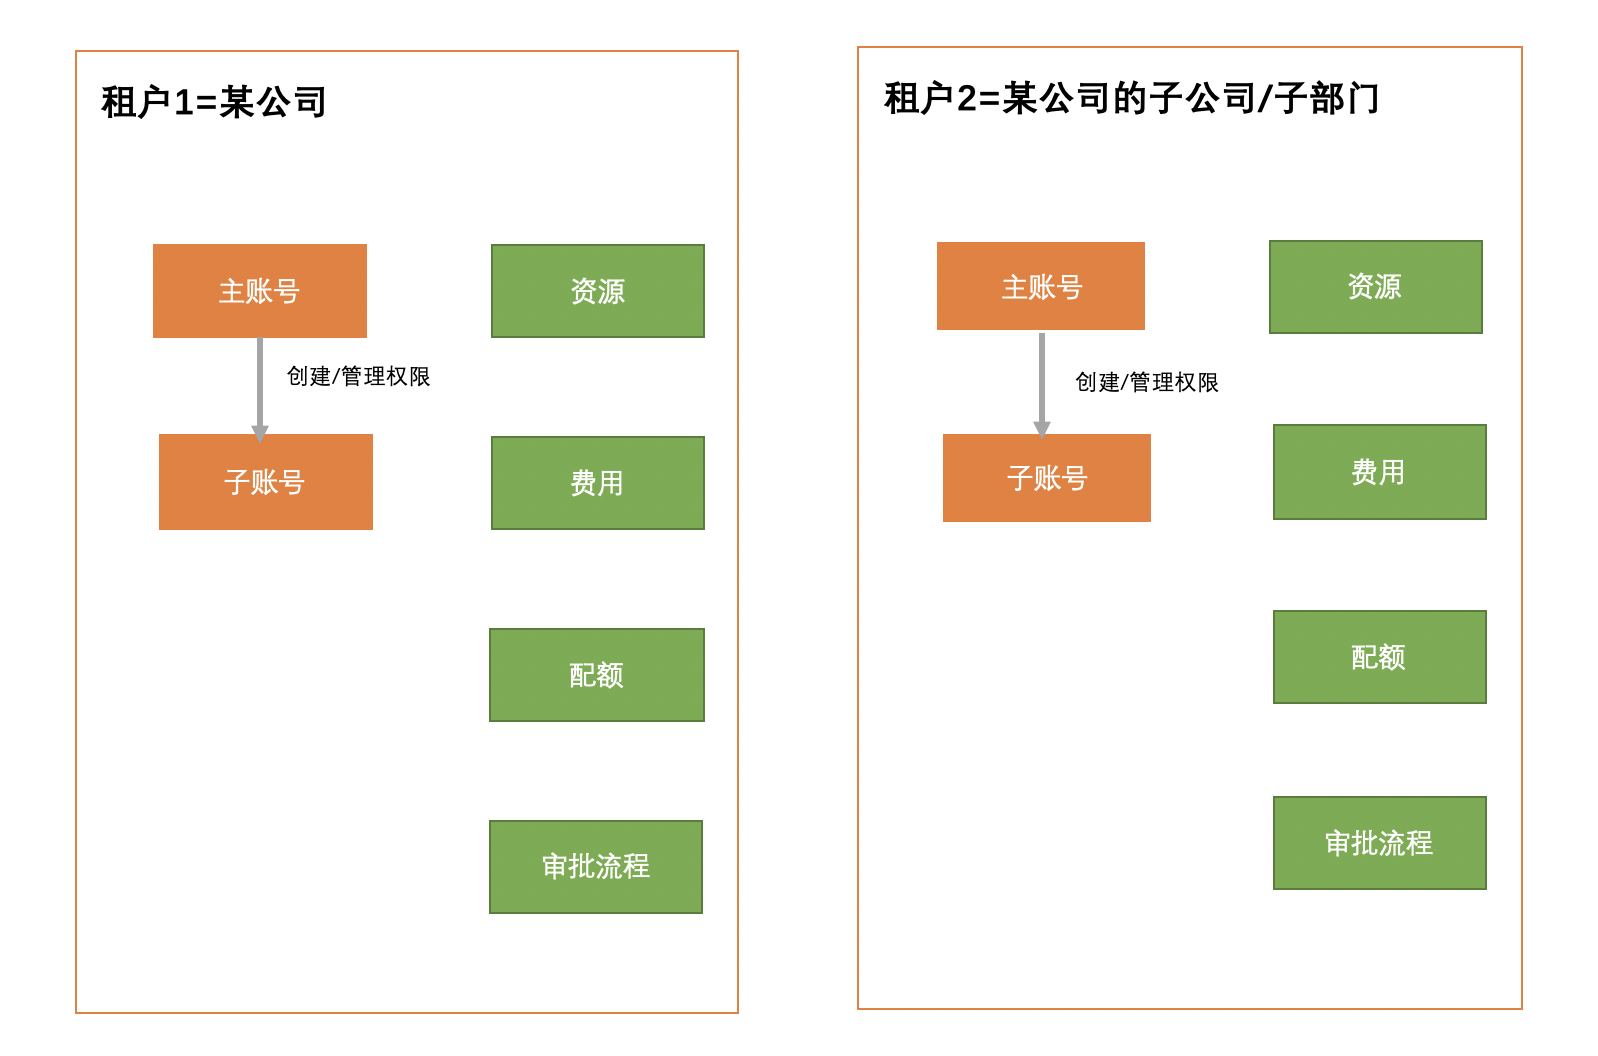 租户1=某公司
主账号
资源
创建/管理权限
子账号
费用
配额
审批流程
租户2=某公司的子公司/子部门
主账号
资源
创建/管理权限
子账号
费用
配额
审批流程